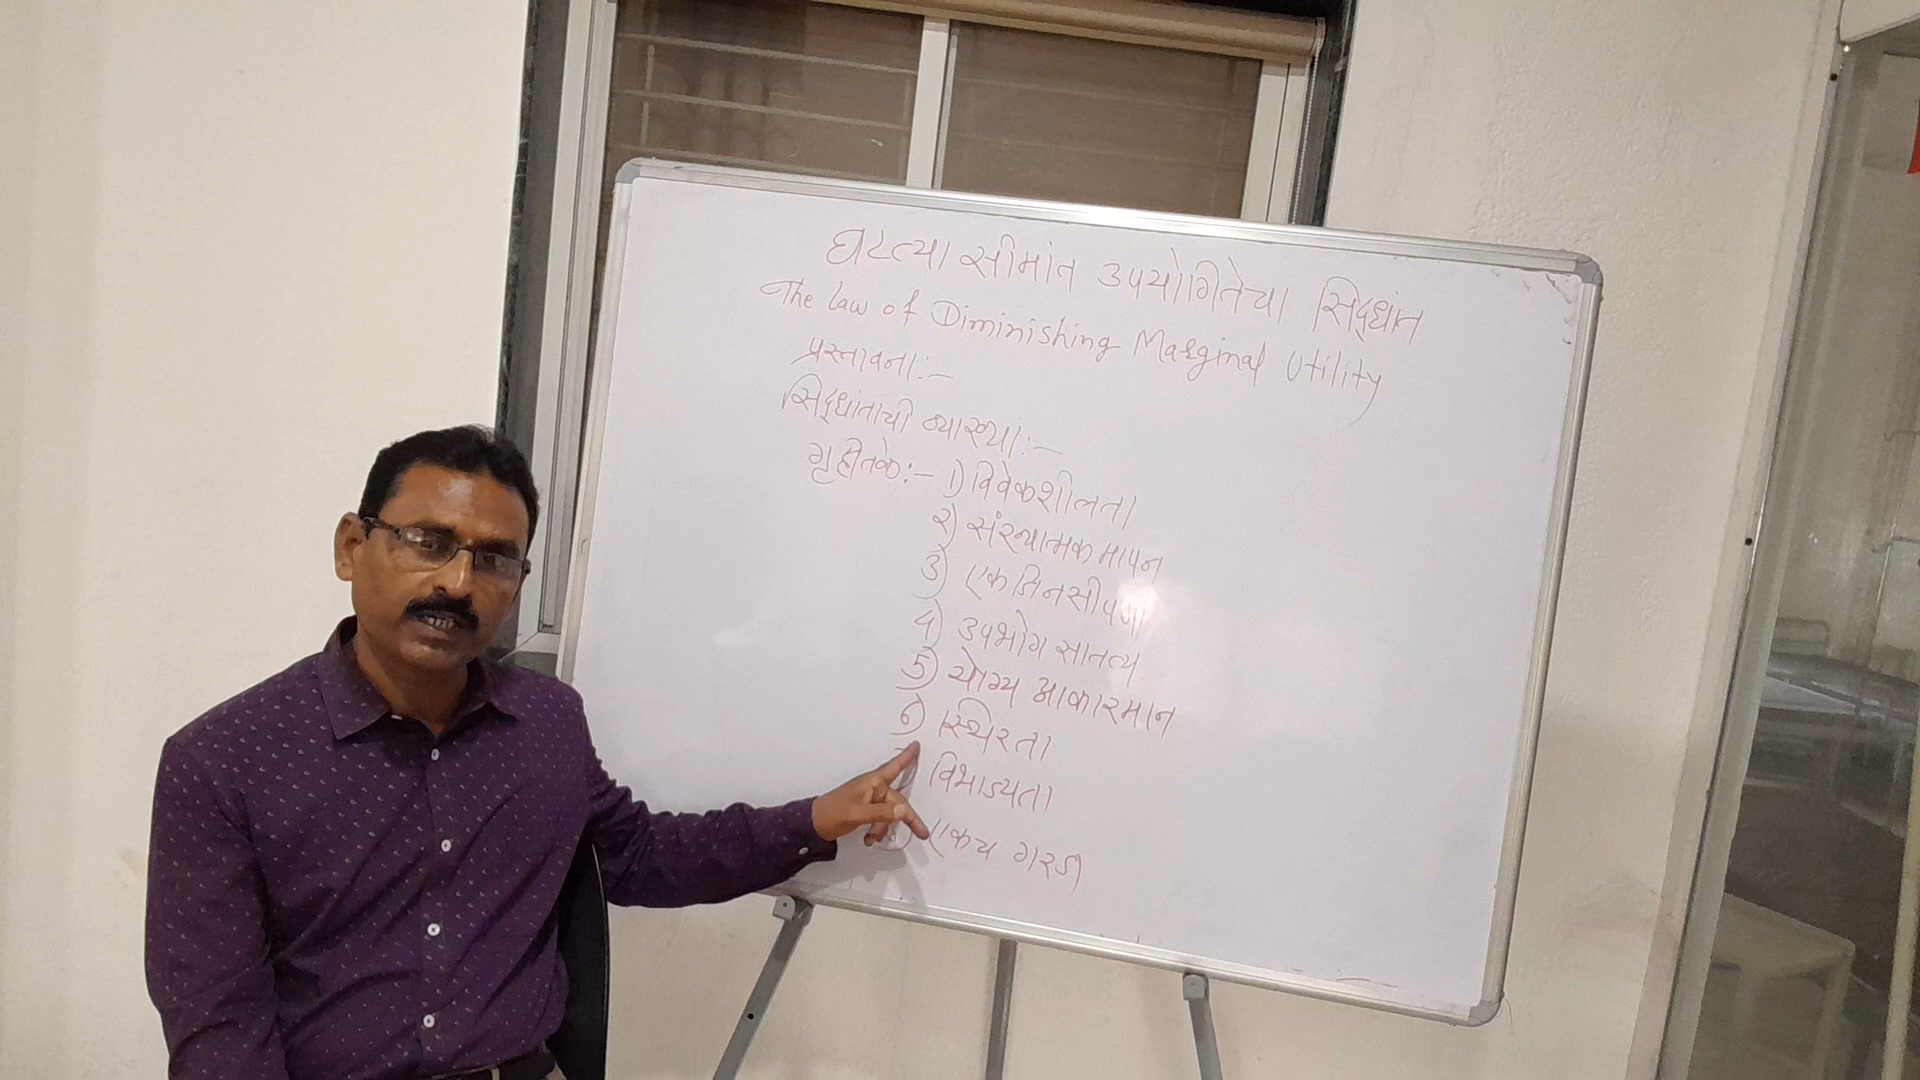 घटत्या सीमांत उपयोगितेचा सिद्धांत
The law of Diminishing Marginal Utility
प्रस्तावना:-
सिद्धांताची व्याख्या:-
गृहीतके:- 1) विवेकशीलता
२) संख्यात्मक मापन
3) एकजिनसीपणा
4) उपभोग सातत्य
5) योग्य आकारमान
6) स्थिरता
विभाज्यता
एकच गरज